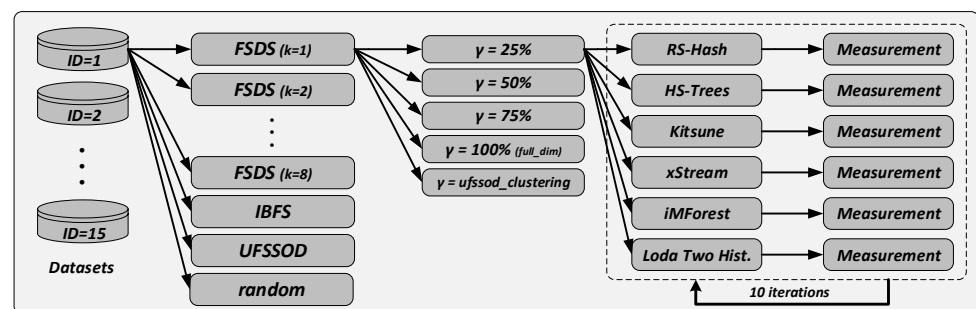 ID=1
ID=2
ID=15
Datasets
FSDS (k=1)
FSDS (k=2)
FSDS (k=8)
IBFS
UFSSOD
random
γ = 25%
γ = 50%
γ = 75%
γ = 100% (full_dim)
γ = ufssod_clustering
RS-Hash
Measurement
HS-Trees
Measurement
Kitsune
Measurement
xStream
Measurement
iMForest
Measurement
Loda Two Hist.
Measurement
10 iterations